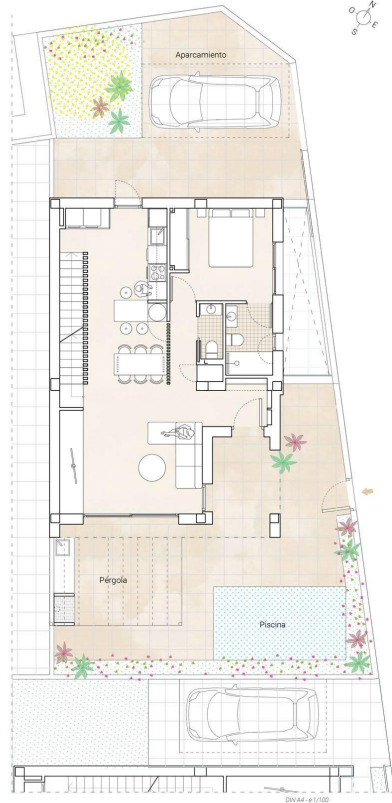 N
O
E
S
Aparcamiento
Pérgola
Piscina
DIN A4 - e 1/100